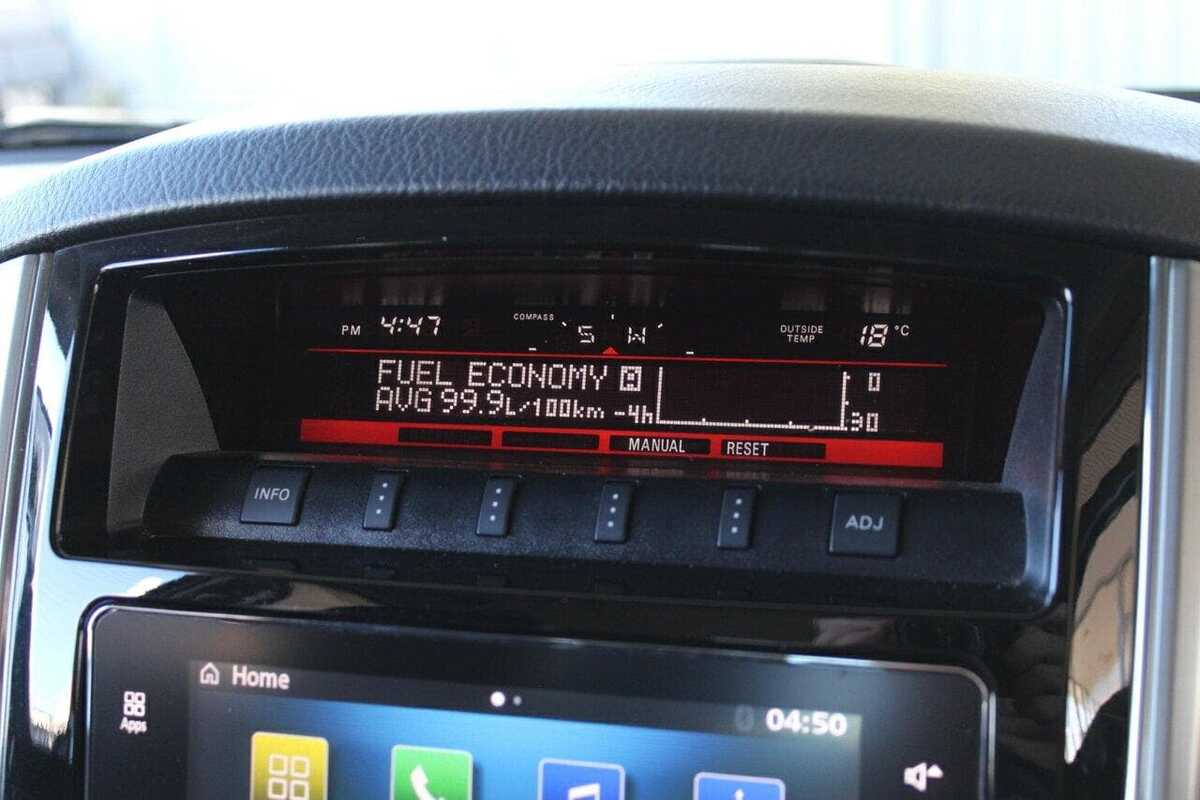 PM 4:47 COMPASS S W OUTSIDE TEMP 18 °C
FUEL ECONOMY A 0
AVG 99.9L/100km -4h 30
MANUAL RESET
INFO ADJ
Home
04:50
Apps